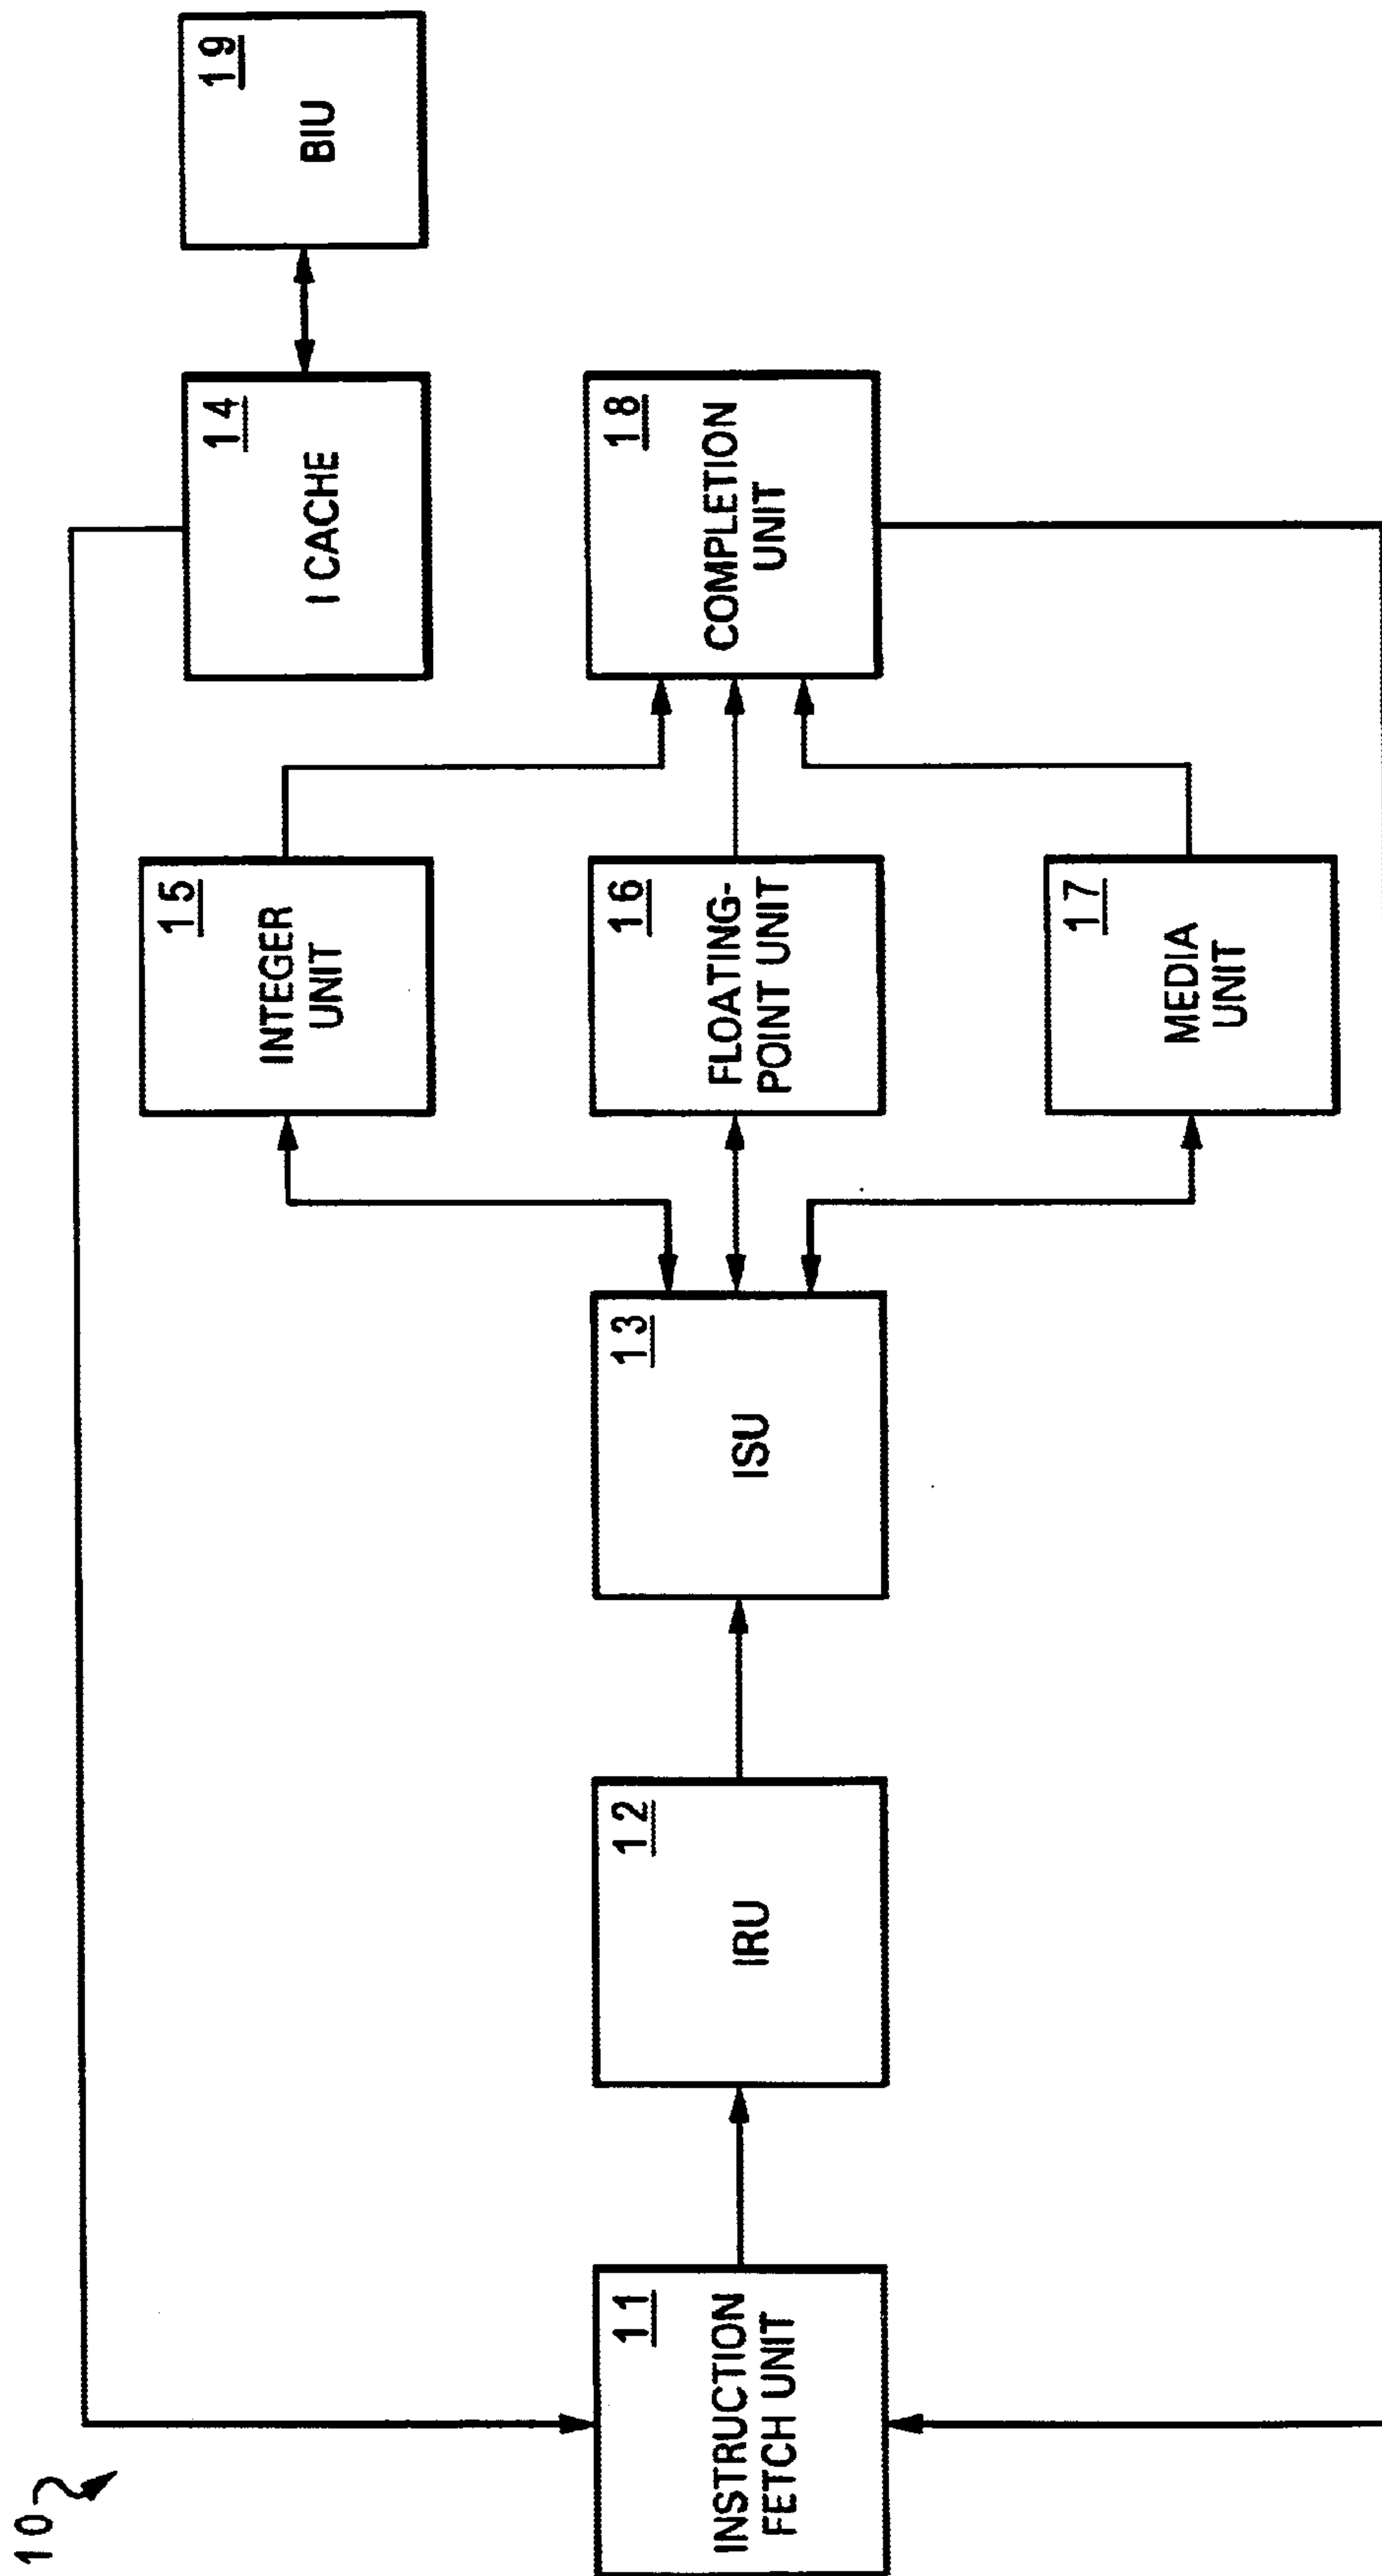 10
11
INSTRUCTION
FETCH UNIT
12
IRU
13
ISU
15
INTEGER
UNIT
16
FLOATING-
POINT UNIT
17
MEDIA
UNIT
14
I CACHE
18
COMPLETION
UNIT
19
BIU